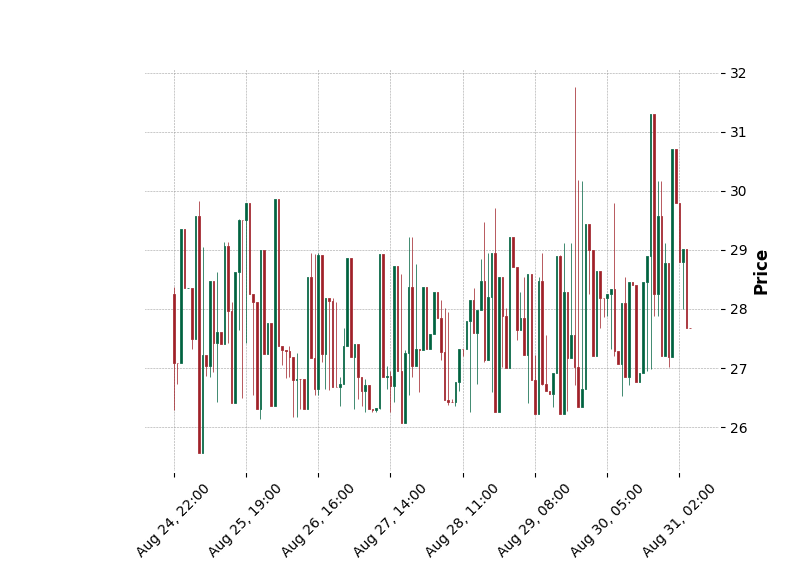 32
31
30
29
28
27
26
Price
Aug 24, 22:00
Aug 25, 19:00
Aug 26, 16:00
Aug 27, 14:00
Aug 28, 11:00
Aug 29, 08:00
Aug 30, 05:00
Aug 31, 02:00